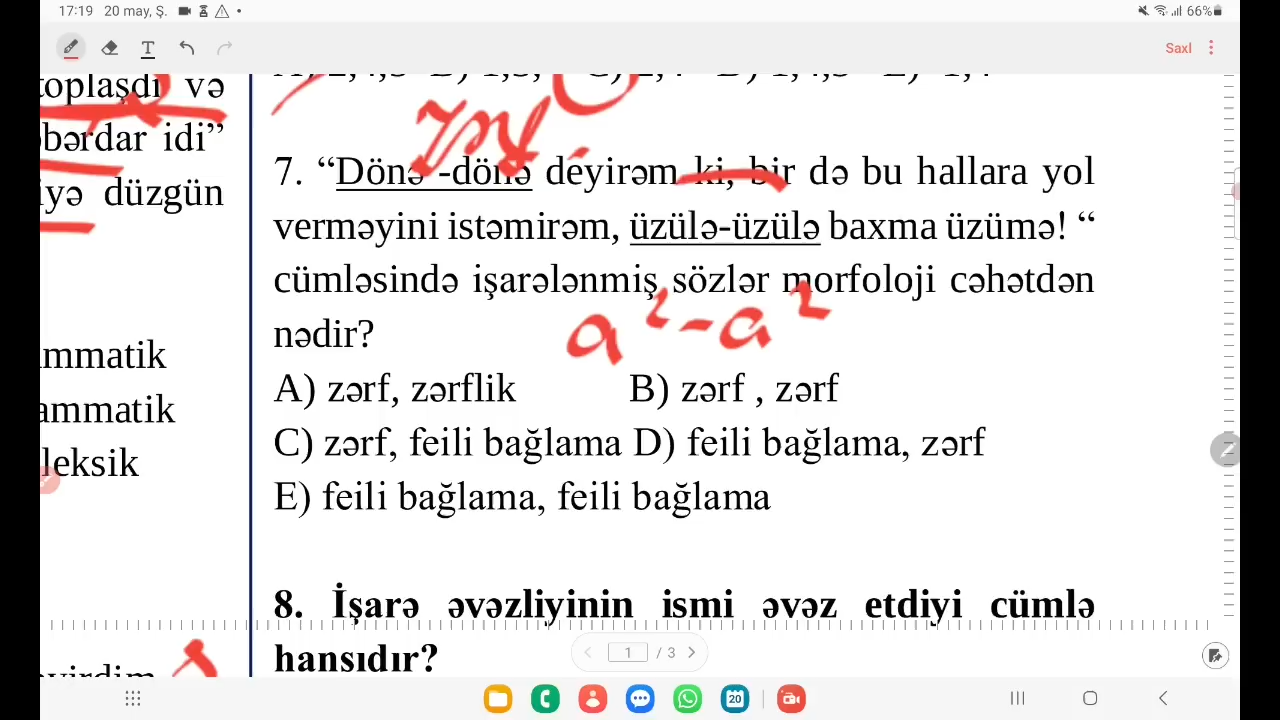 17:19 20 may, Ş. 66%
T Saxl
toplaşdı və
bərdar idi”
iyə düzgün
mmatik
ammatik
leksik
7. “Dönə -dönə deyirəm ki, bir də bu hallara yol
verməyini istəmirəm, üzülə-üzülə baxma üzümə! “
cümləsində işarələnmiş sözlər morfoloji cəhətdən
nədir?
a²-a²
A) zərf, zərflik B) zərf , zərf
C) zərf, feili bağlama D) feili bağlama, zərf
E) feili bağlama, feili bağlama
8. İşarə əvəzliyinin ismi əvəz etdiyi cümlə
hansıdır?
1 / 3
20